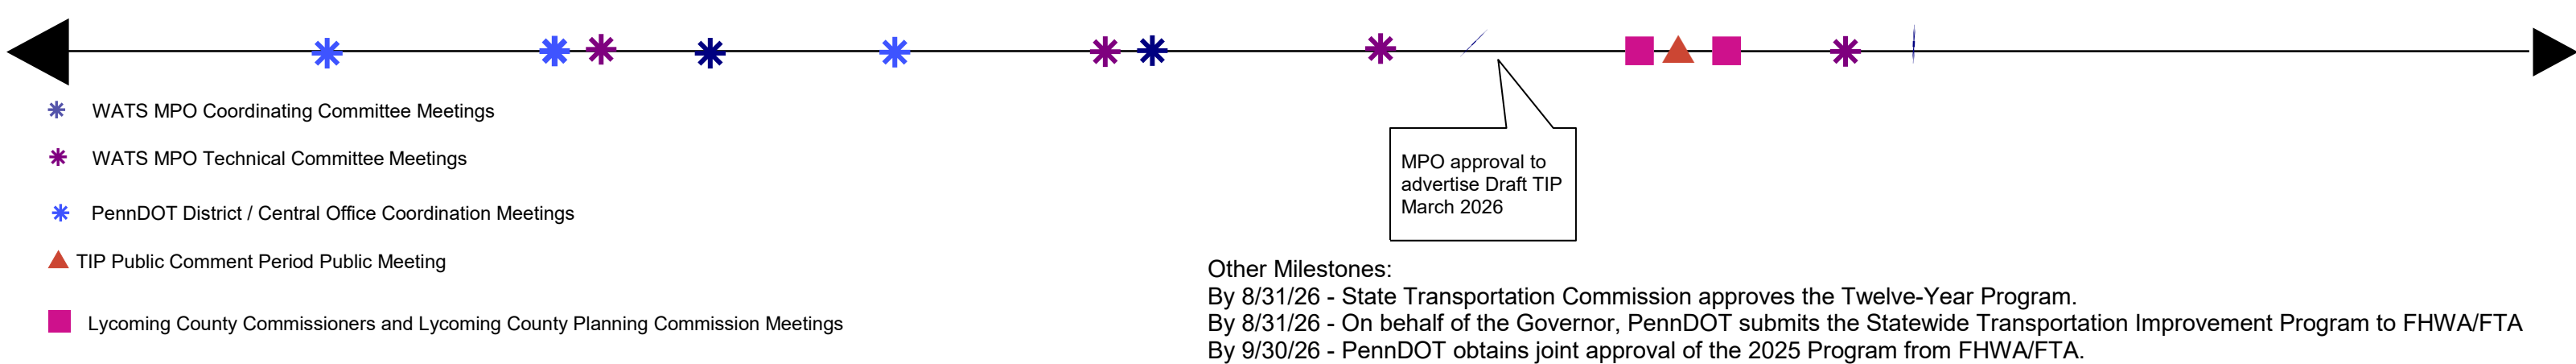 WATS MPO Coordinating Committee Meetings
WATS MPO Technical Committee Meetings
PennDOT District / Central Office Coordination Meetings
TIP Public Comment Period Public Meeting
Lycoming County Commissioners and Lycoming County Planning Commission Meetings
MPO approval to
advertise Draft TIP
March 2026
Other Milestones:
By 8/31/26 - State Transportation Commission approves the Twelve-Year Program.
By 8/31/26 - On behalf of the Governor, PennDOT submits the Statewide Transportation Improvement Program to FHWA/FTA
By 9/30/26 - PennDOT obtains joint approval of the 2025 Program from FHWA/FTA.